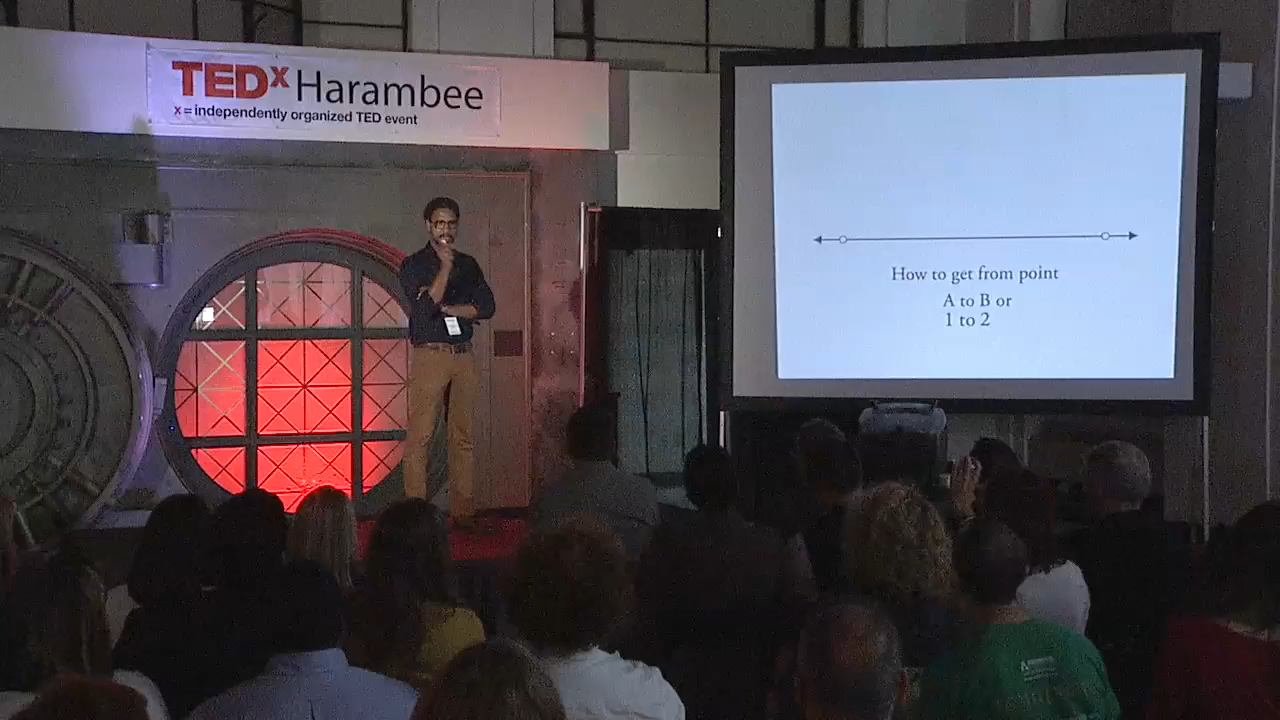 TEDx Harambee
x = independently organized TED event
How to get from point
A to B or
1 to 2